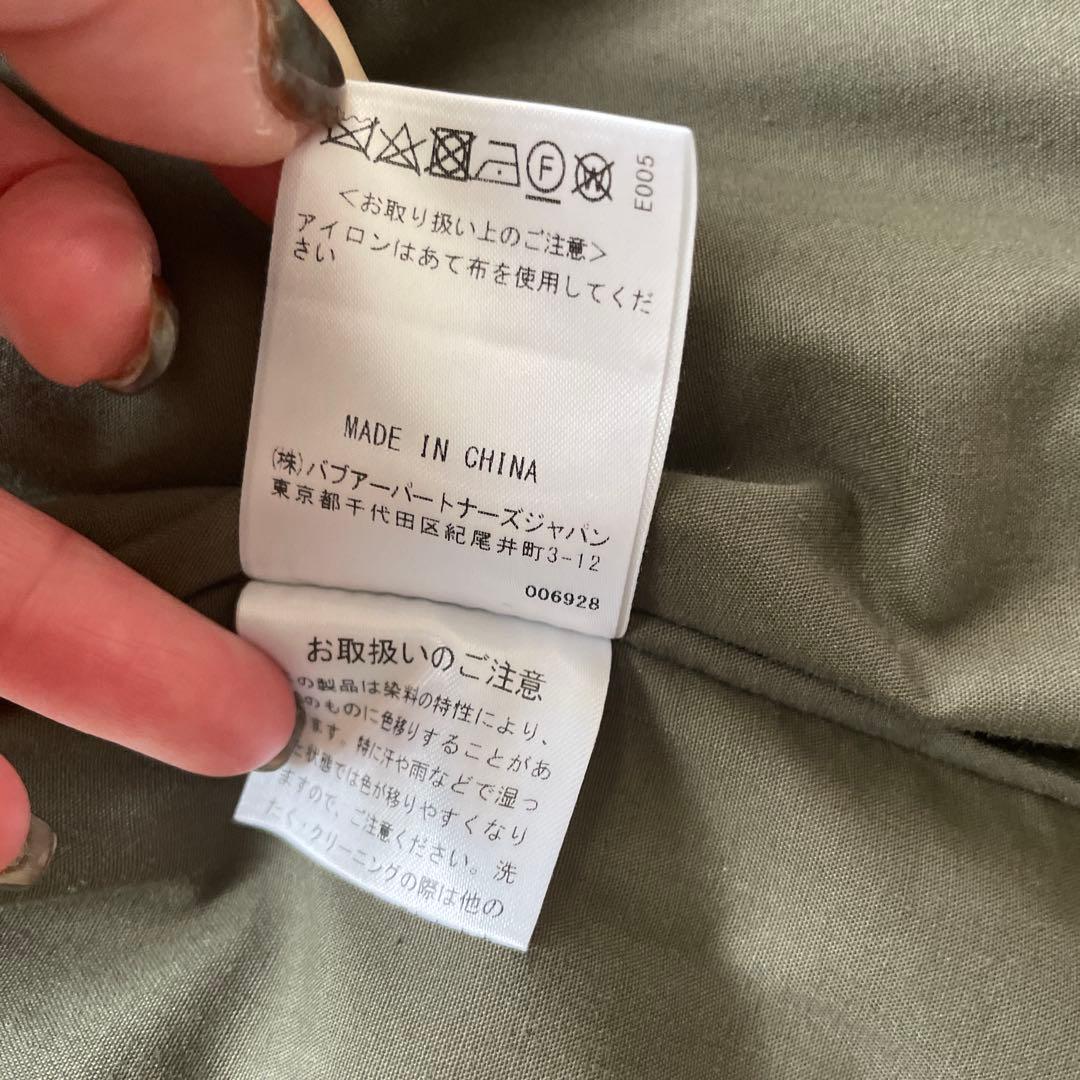 F W E005
<お取り扱い上のご注意>
アイロンはあて布を使用してくだ
さい
MADE IN CHINA
(株)バブアーパートナーズジャパン
東京都千代田区紀尾井町3-12
006928
お取扱いのご注意
の製品は染料の特性により、
のものに色移りすることがあ
ます。特に汗や雨などで湿っ
た状態では色が移りやすくなり
ますので、ご注意ください。洗
たく・クリーニングの際は他の